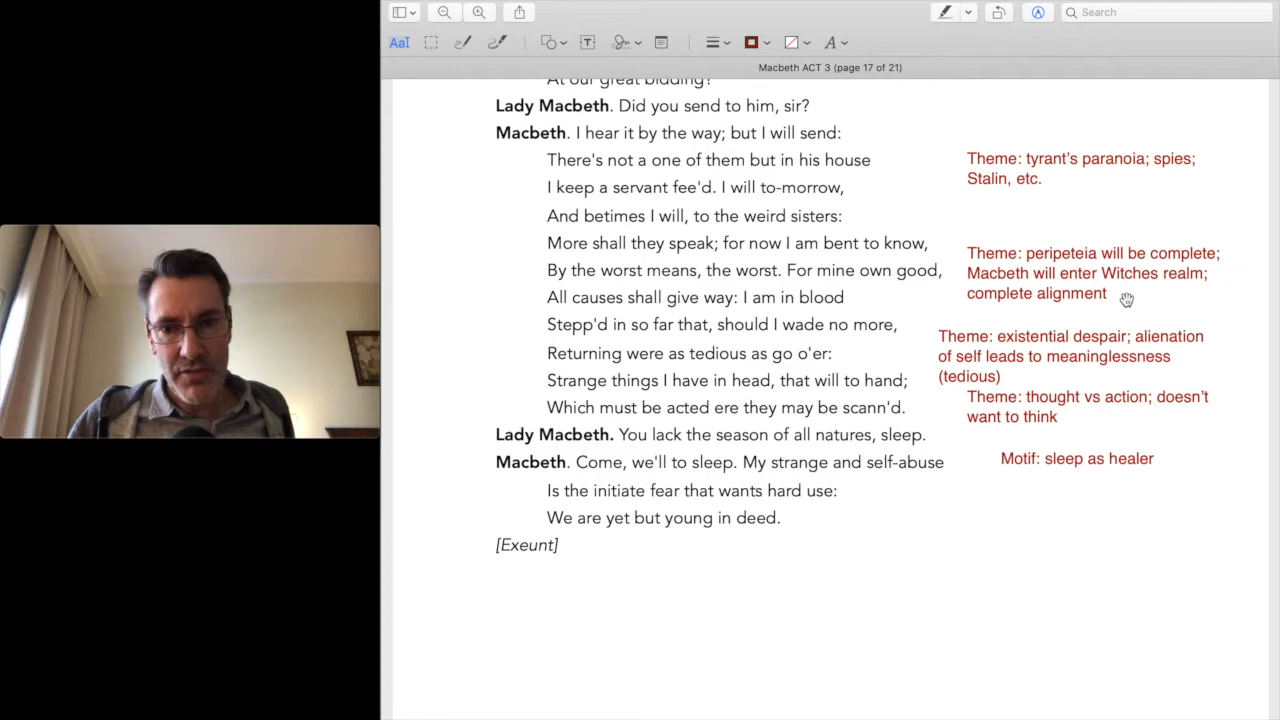 Search
AaI
T
A
Macbeth ACT 3 (page 17 of 21)
At our great bidding?
Lady Macbeth. Did you send to him, sir?
Macbeth. I hear it by the way; but I will send:
There's not a one of them but in his house
I keep a servant fee'd. I will to-morrow,
And betimes I will, to the weird sisters:
More shall they speak; for now I am bent to know,
By the worst means, the worst. For mine own good,
All causes shall give way: I am in blood
Stepp'd in so far that, should I wade no more,
Returning were as tedious as go o'er:
Strange things I have in head, that will to hand;
Which must be acted ere they may be scann'd.
Lady Macbeth. You lack the season of all natures, sleep.
Macbeth. Come, we'll to sleep. My strange and self-abuse
Is the initiate fear that wants hard use:
We are yet but young in deed.
[Exeunt]
Theme: tyrant's paranoia; spies;
Stalin, etc.
Theme: peripeteia will be complete;
Macbeth will enter Witches realm;
complete alignment
Theme: existential despair; alienation
of self leads to meaninglessness
(tedious)
Theme: thought vs action; doesn't
want to think
Motif: sleep as healer